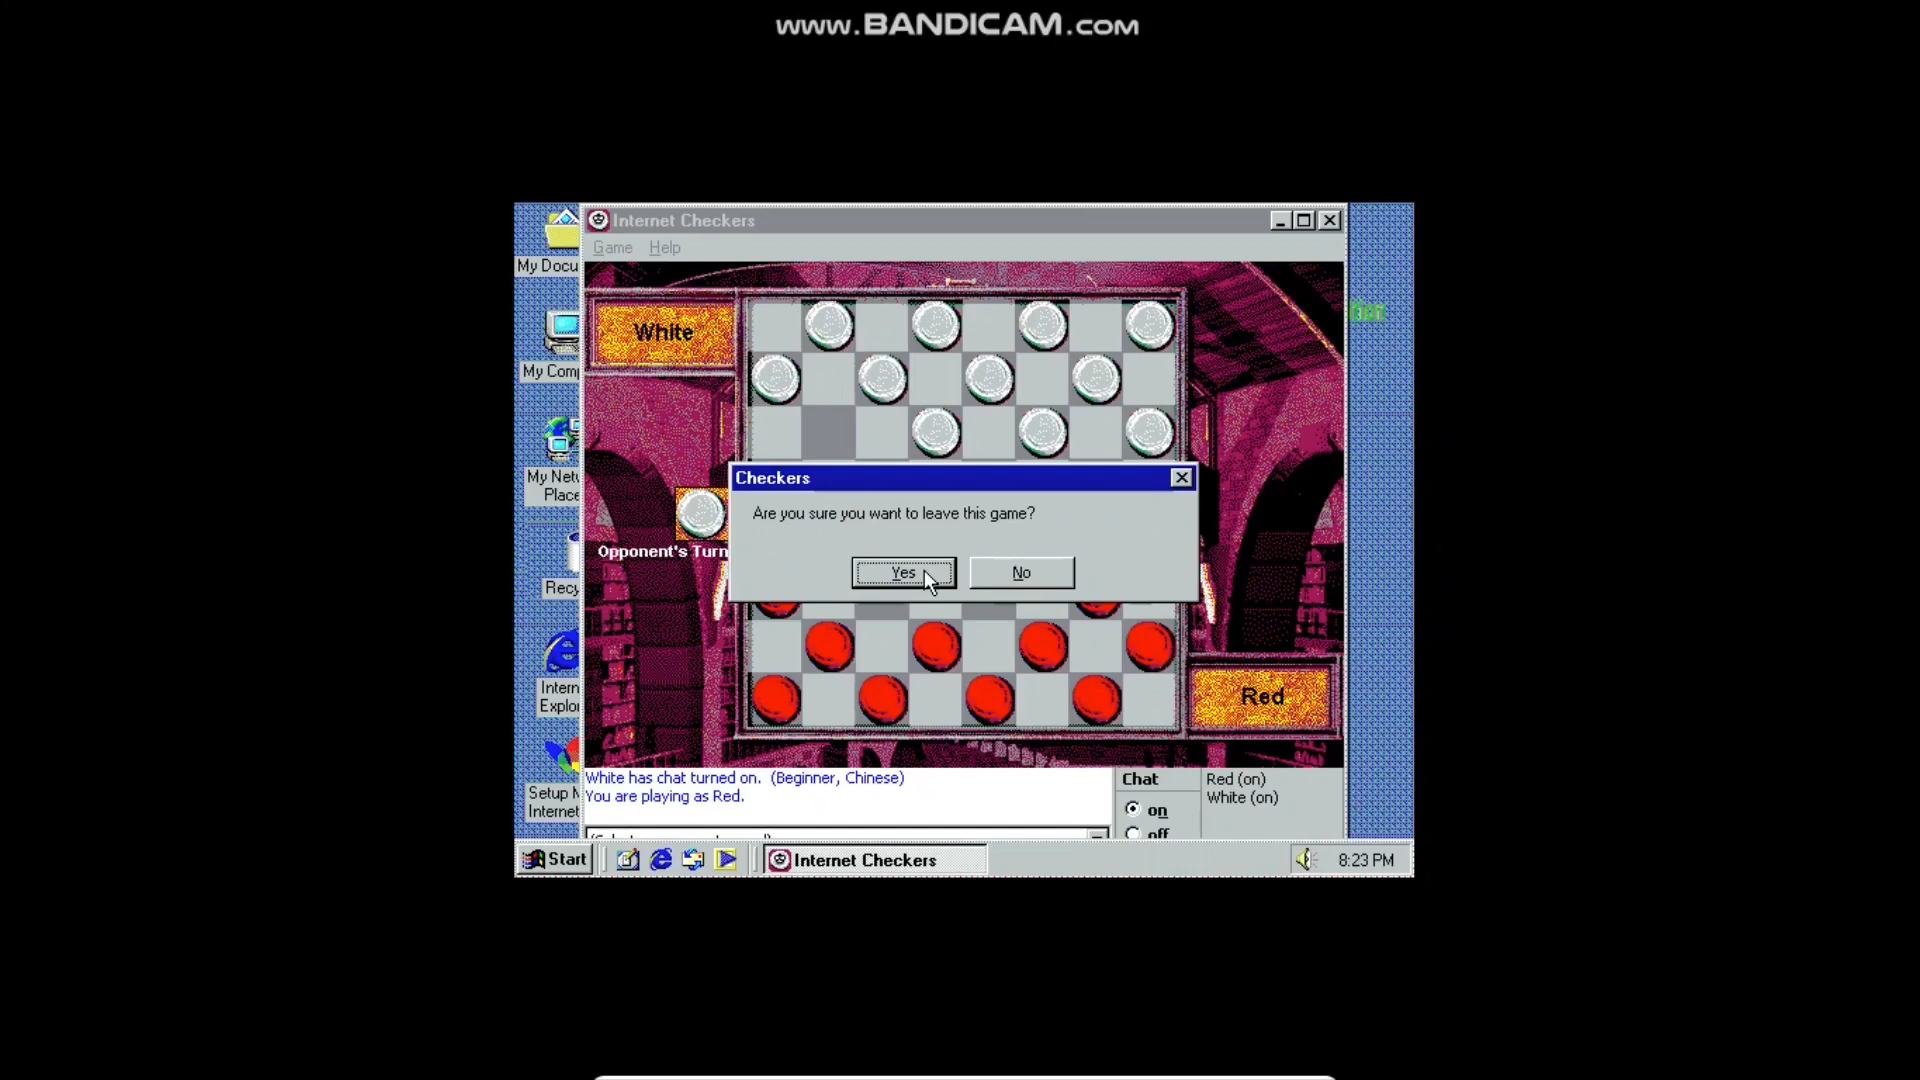 www.BANDICAM.com
Internet Checkers
Game Help
My Docu
White
My Comp
My Netw
Place
Checkers
Are you sure you want to leave this game?
Yes No
Opponent's Turn
Recy
Intern
Explo
Red
Setup M
Internet
White has chat turned on. (Beginner, Chinese)
You are playing as Red.
Chat
on
off
Red (on)
White (on)
Start
Internet Checkers
8:23 PM